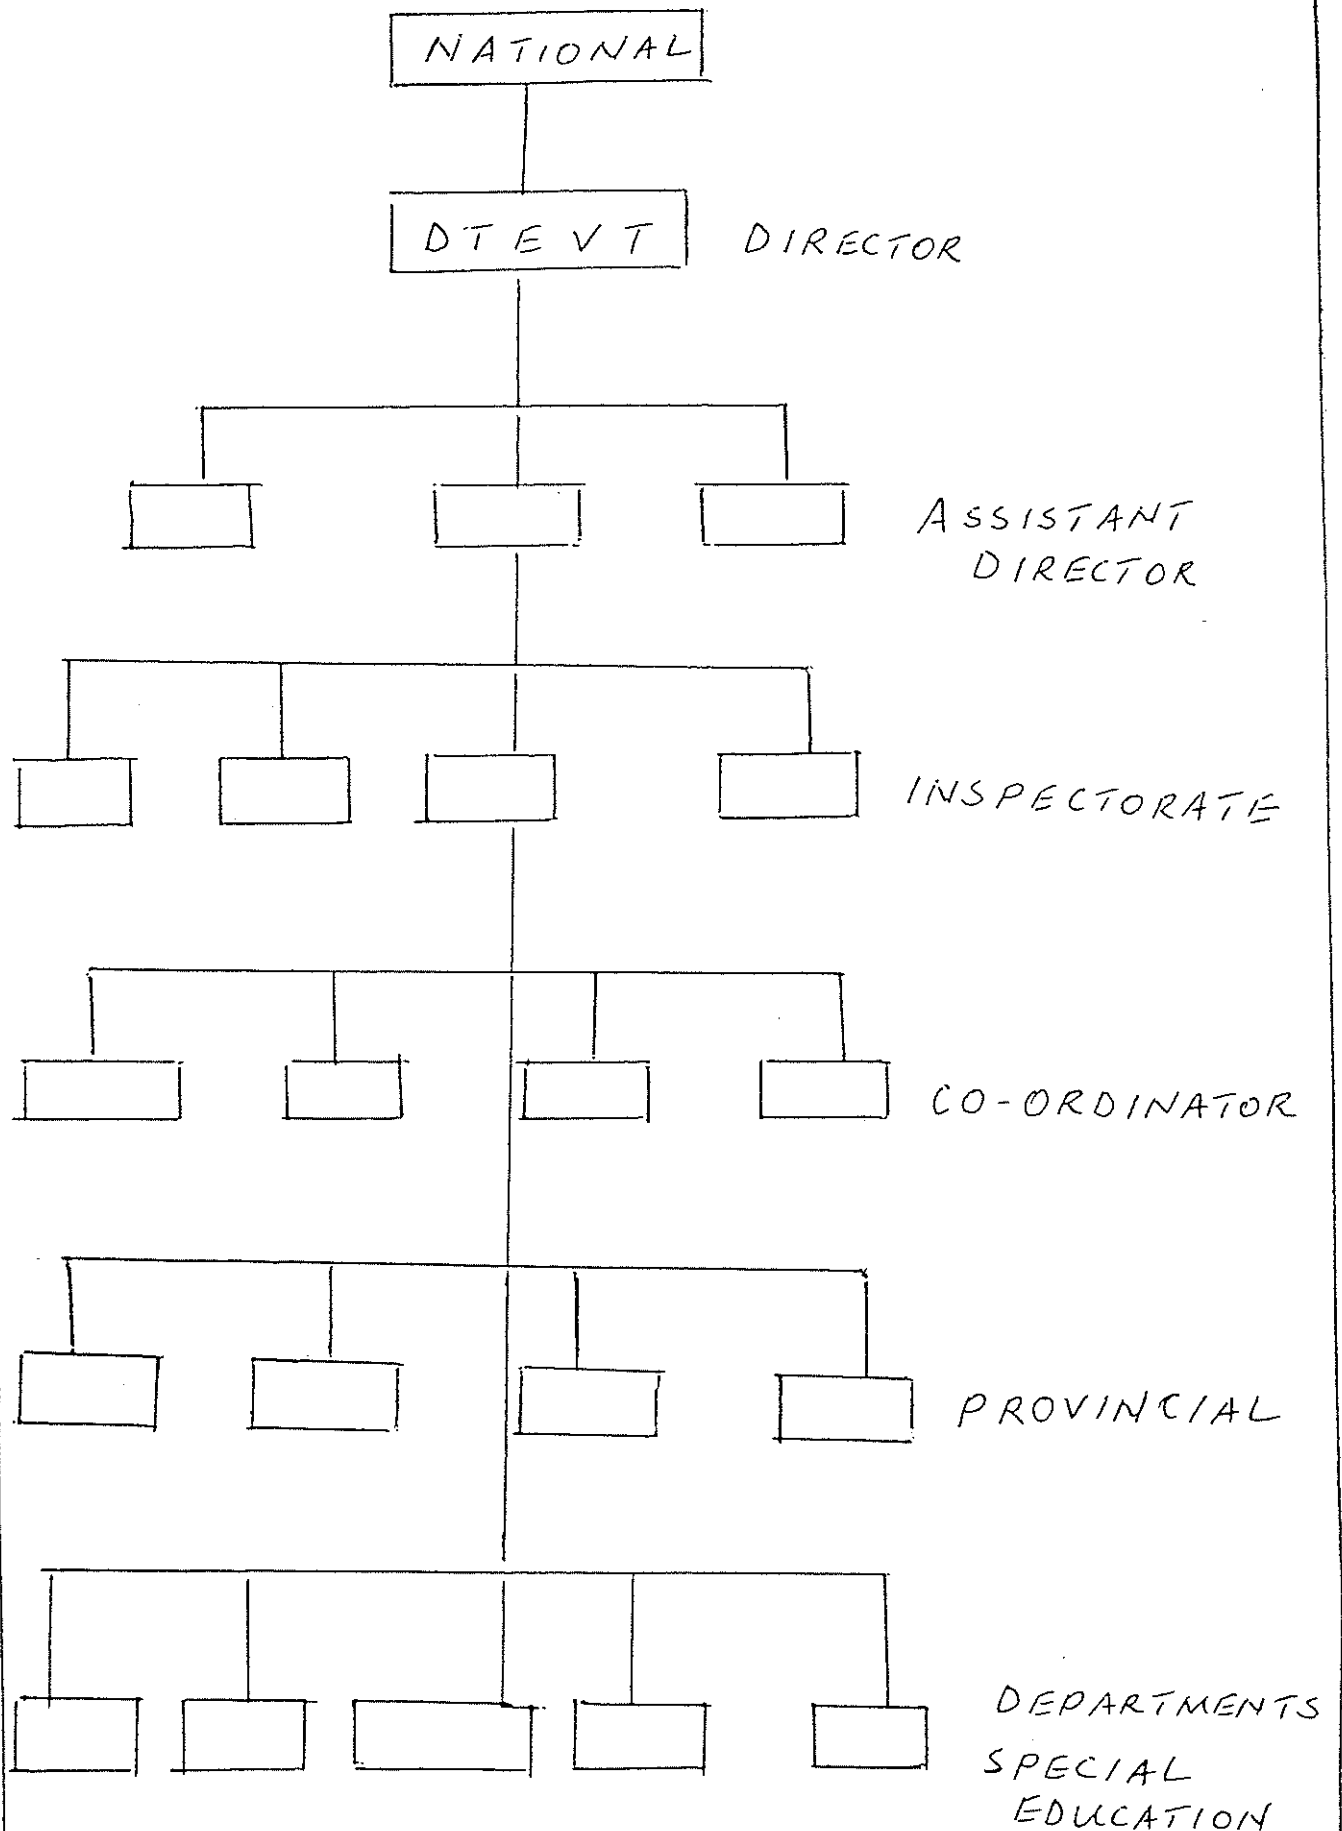 NATIONAL
DTEVT DIRECTOR
ASSISTANT
DIRECTOR
INSPECTORATE
CO-ORDINATOR
PROVINCIAL
DEPARTMENTS
SPECIAL
EDUCATION